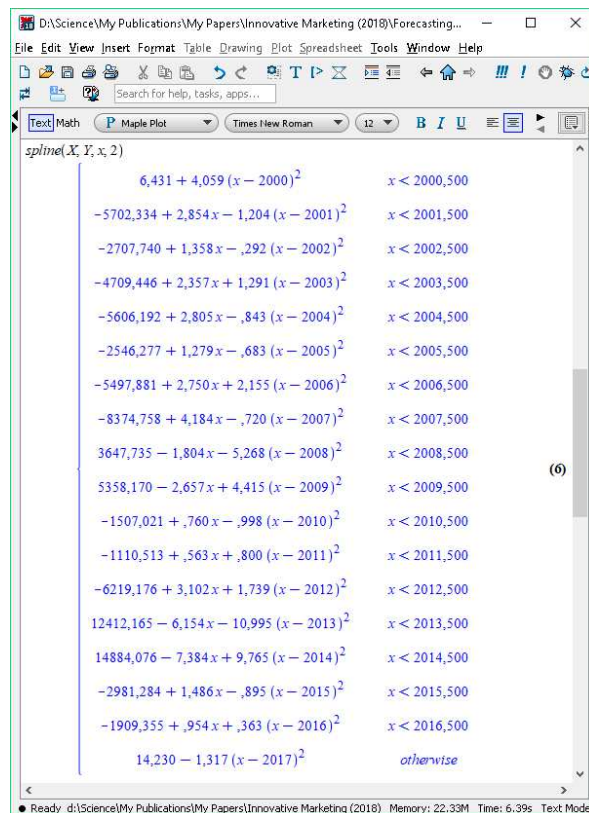 D:\Science\My Publications\My Papers\Innovative Marketing (2018)\Forecasting...
File Edit View Insert Format Table Drawing Plot Spreadsheet Tools Window Help
Search for help, tasks, apps...
Text Math P Maple Plot Times New Roman 12 B I U
spline(X, Y, x, 2)
6,431 + 4,059 (x − 2000)² x < 2000,500
−5702,334 + 2,854 x − 1,204 (x − 2001)² x < 2001,500
−2707,740 + 1,358 x − ,292 (x − 2002)² x < 2002,500
−4709,446 + 2,357 x + 1,291 (x − 2003)² x < 2003,500
−5606,192 + 2,805 x − ,843 (x − 2004)² x < 2004,500
−2546,277 + 1,279 x − ,683 (x − 2005)² x < 2005,500
−5497,881 + 2,750 x + 2,155 (x − 2006)² x < 2006,500
−8374,758 + 4,184 x − ,720 (x − 2007)² x < 2007,500
3647,735 − 1,804 x − 5,268 (x − 2008)² x < 2008,500
5358,170 − 2,657 x + 4,415 (x − 2009)² x < 2009,500
(6)
−1507,021 + ,760 x − ,998 (x − 2010)² x < 2010,500
−1110,513 + ,563 x + ,800 (x − 2011)² x < 2011,500
−6219,176 + 3,102 x + 1,739 (x − 2012)² x < 2012,500
12412,165 − 6,154 x − 10,995 (x − 2013)² x < 2013,500
14884,076 − 7,384 x + 9,765 (x − 2014)² x < 2014,500
−2981,284 + 1,486 x − ,895 (x − 2015)² x < 2015,500
−1909,355 + ,954 x + ,363 (x − 2016)² x < 2016,500
14,230 − 1,317 (x − 2017)² otherwise
Ready d:\Science\My Publications\My Papers\Innovative Marketing (2018) Memory: 22.33M Time: 6.39s Text Mode